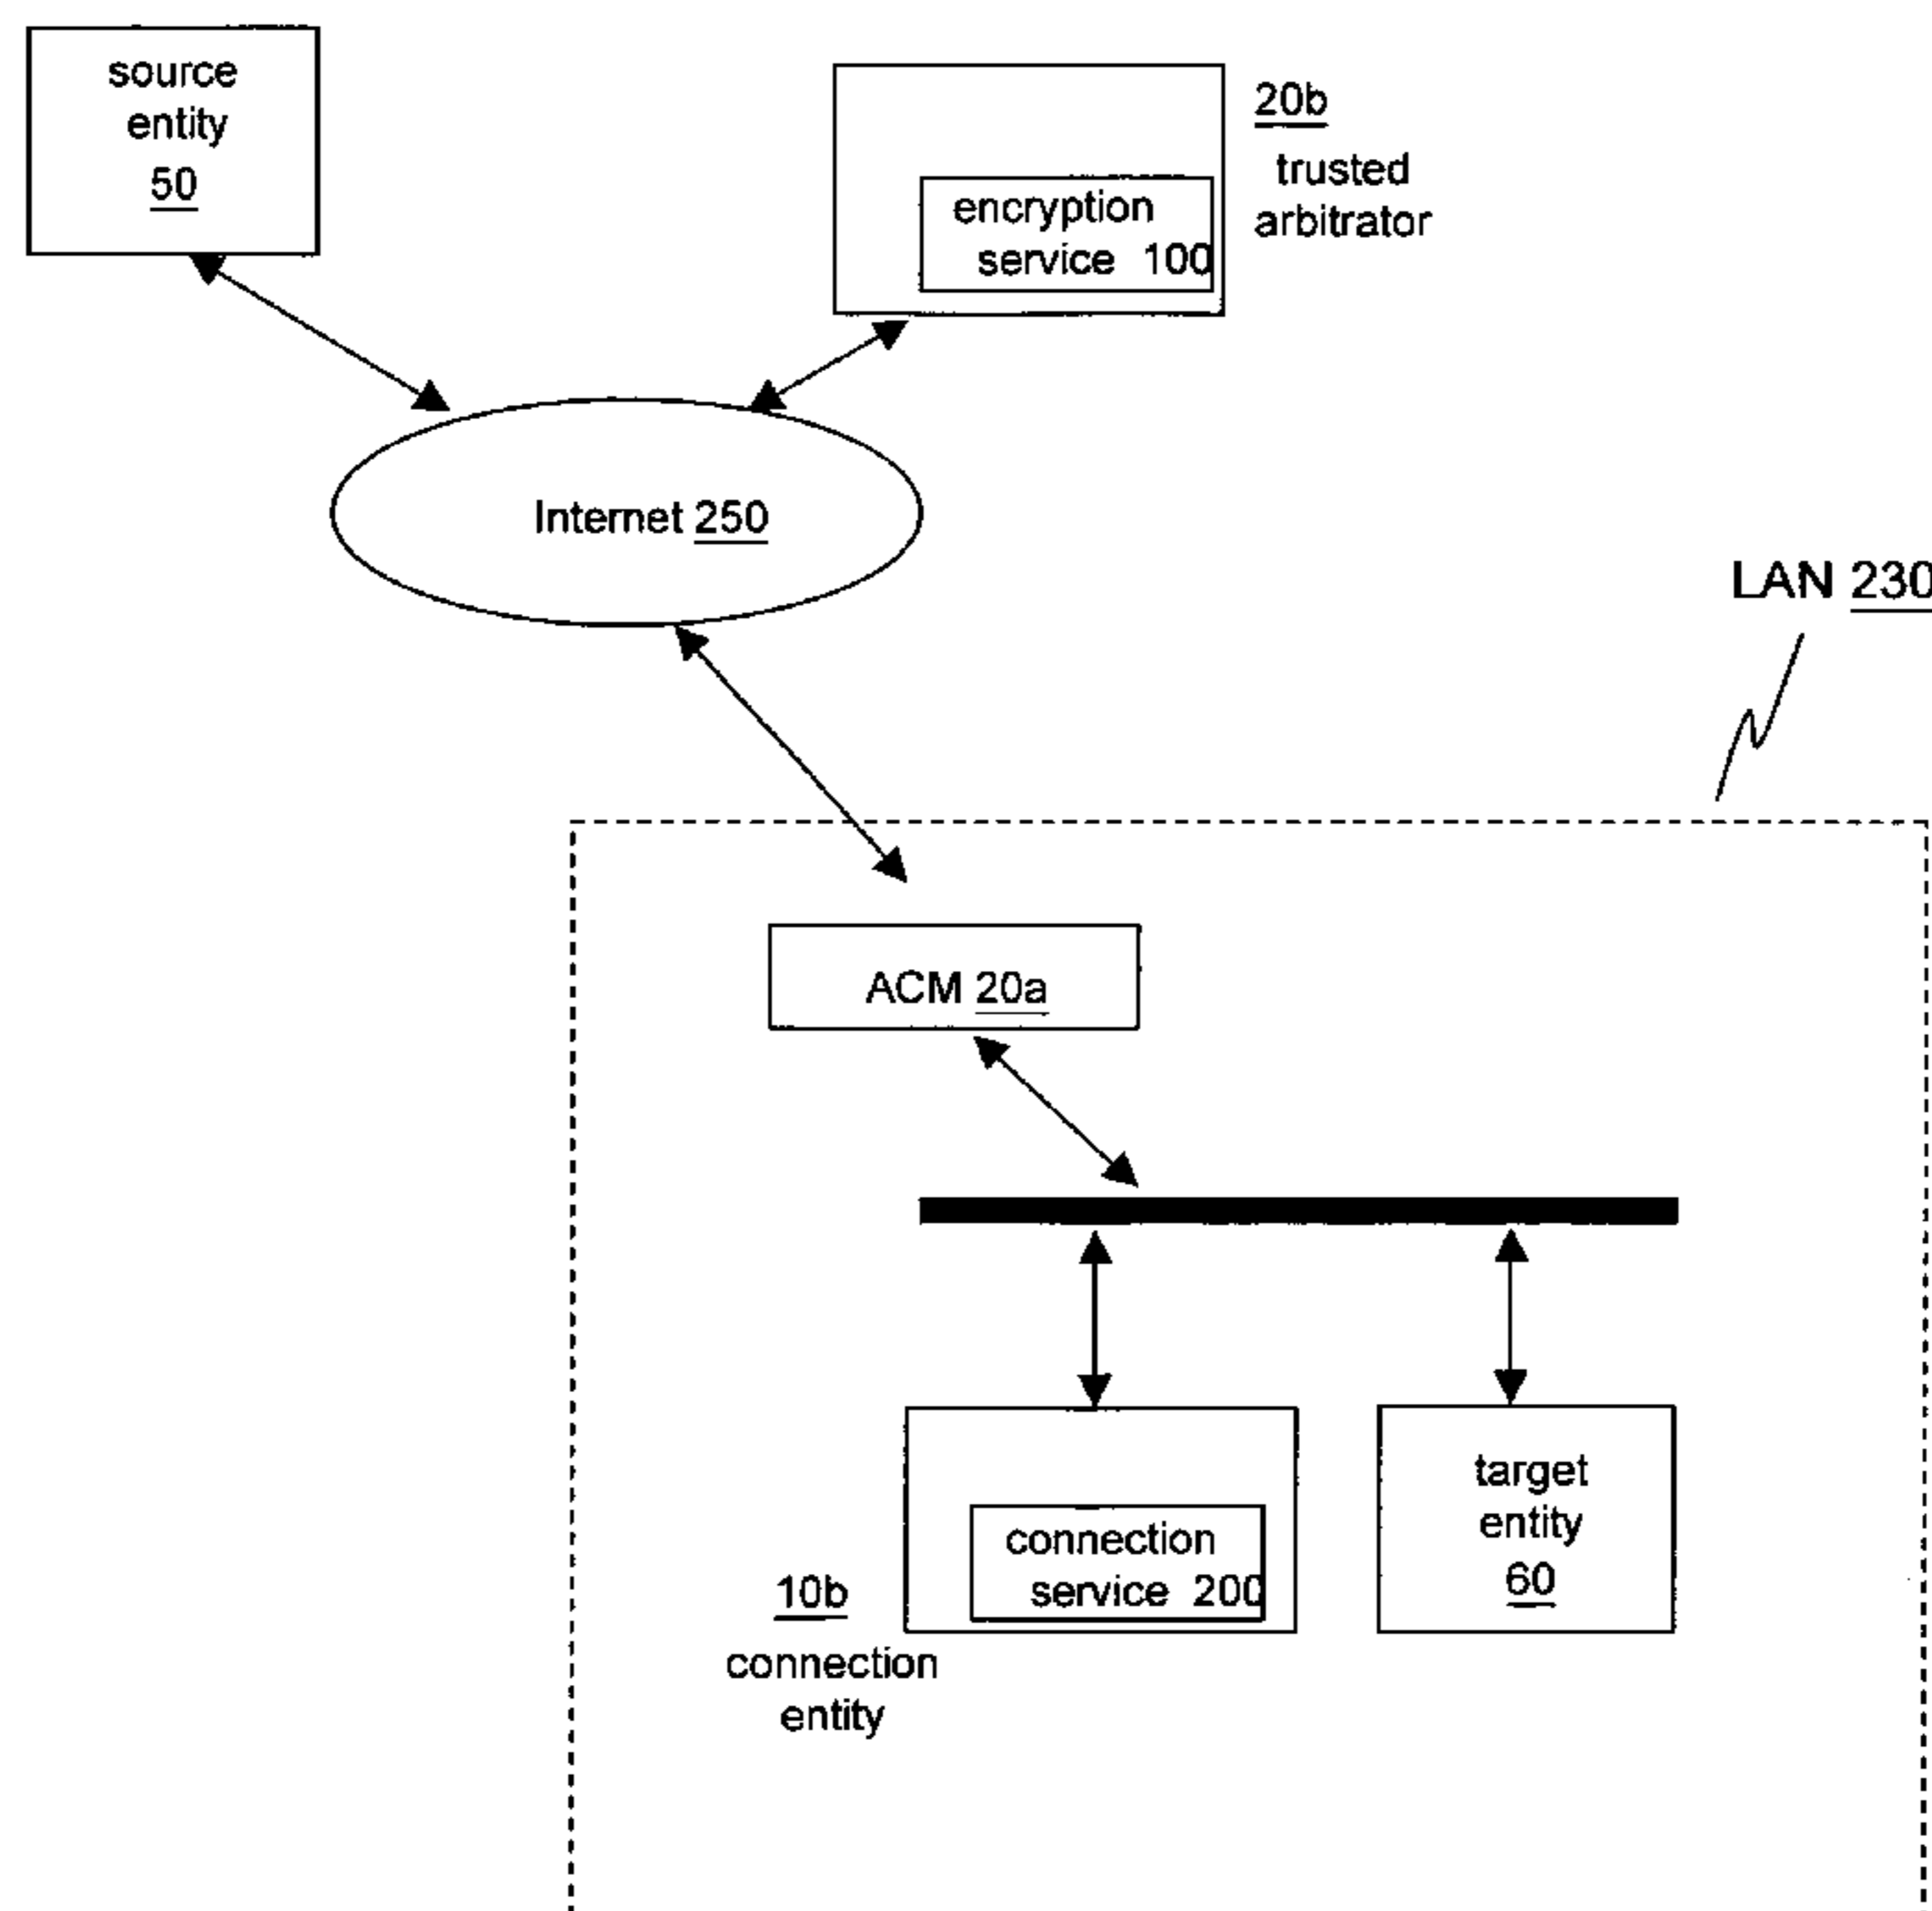 source
entity
50
20b
trusted
arbitrator
encryption
service 100
Internet 250
LAN 230
ACM 20a
connection
service 200
target
entity
60
10b
connection
entity